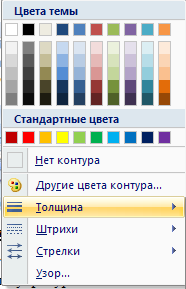 Цвета темы
Стандартные цвета
Нет контура
Другие цвета контура...
Толщина
Штрихи
Стрелки
Узор...